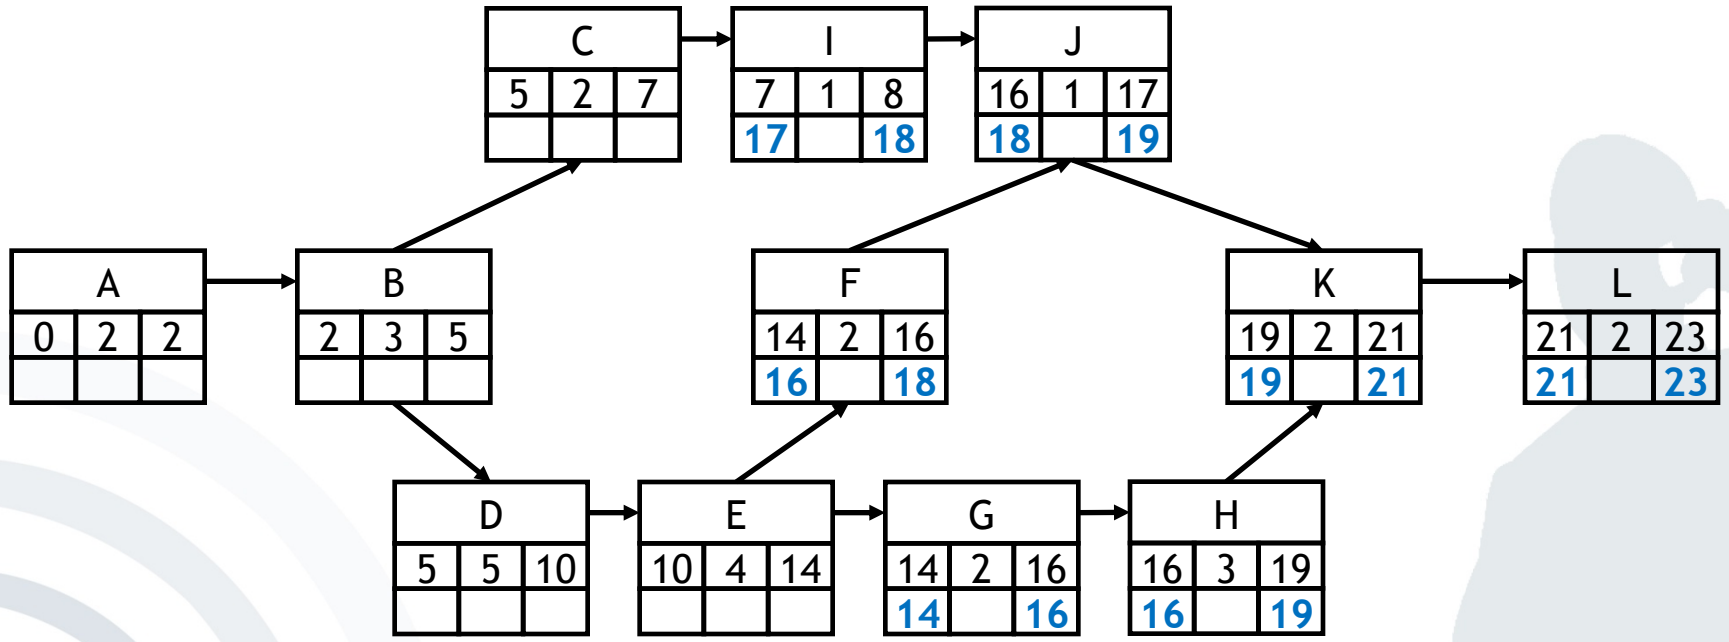 C
5 2 7
I
7 1 8
17 18
J
16 1 17
18 19
A
0 2 2
B
2 3 5
F
14 2 16
16 18
K
19 2 21
19 21
L
21 2 23
21 23
D
5 5 10
E
10 4 14
G
14 2 16
14 16
H
16 3 19
16 19